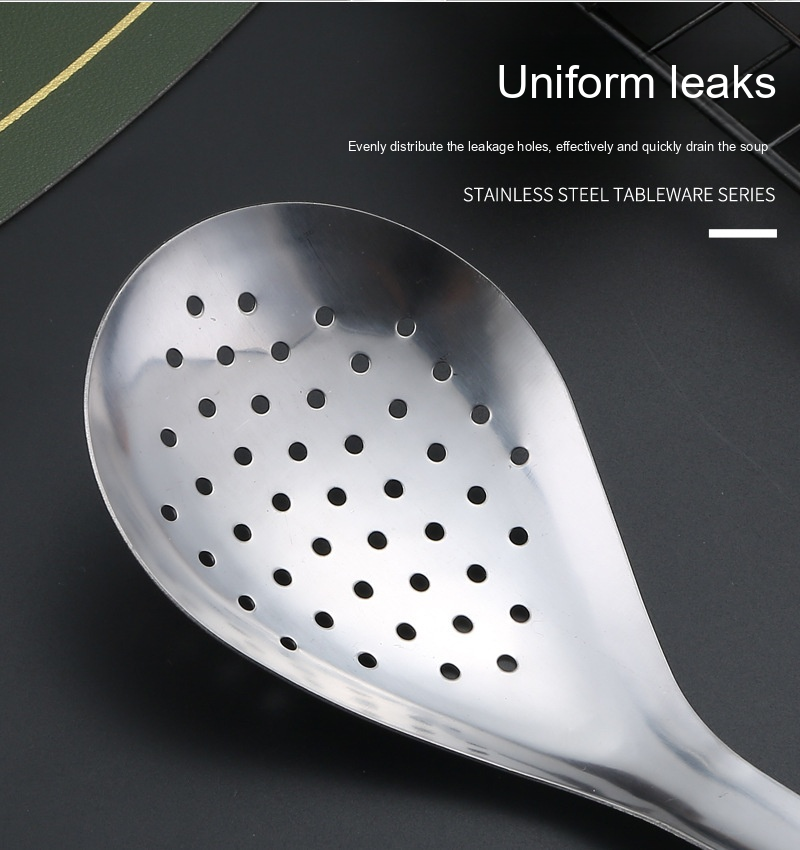 Uniform leaks
Evenly distribute the leakage holes, effectively and quickly drain the soup
STAINLESS STEEL TABLEWARE SERIES